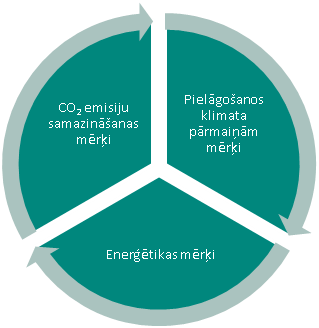 CO₂ emisiju
samazināšanas
mērķi
Pielāgošanos
klimata
pārmaiņām
mērķi
Enerģētikas mērķi